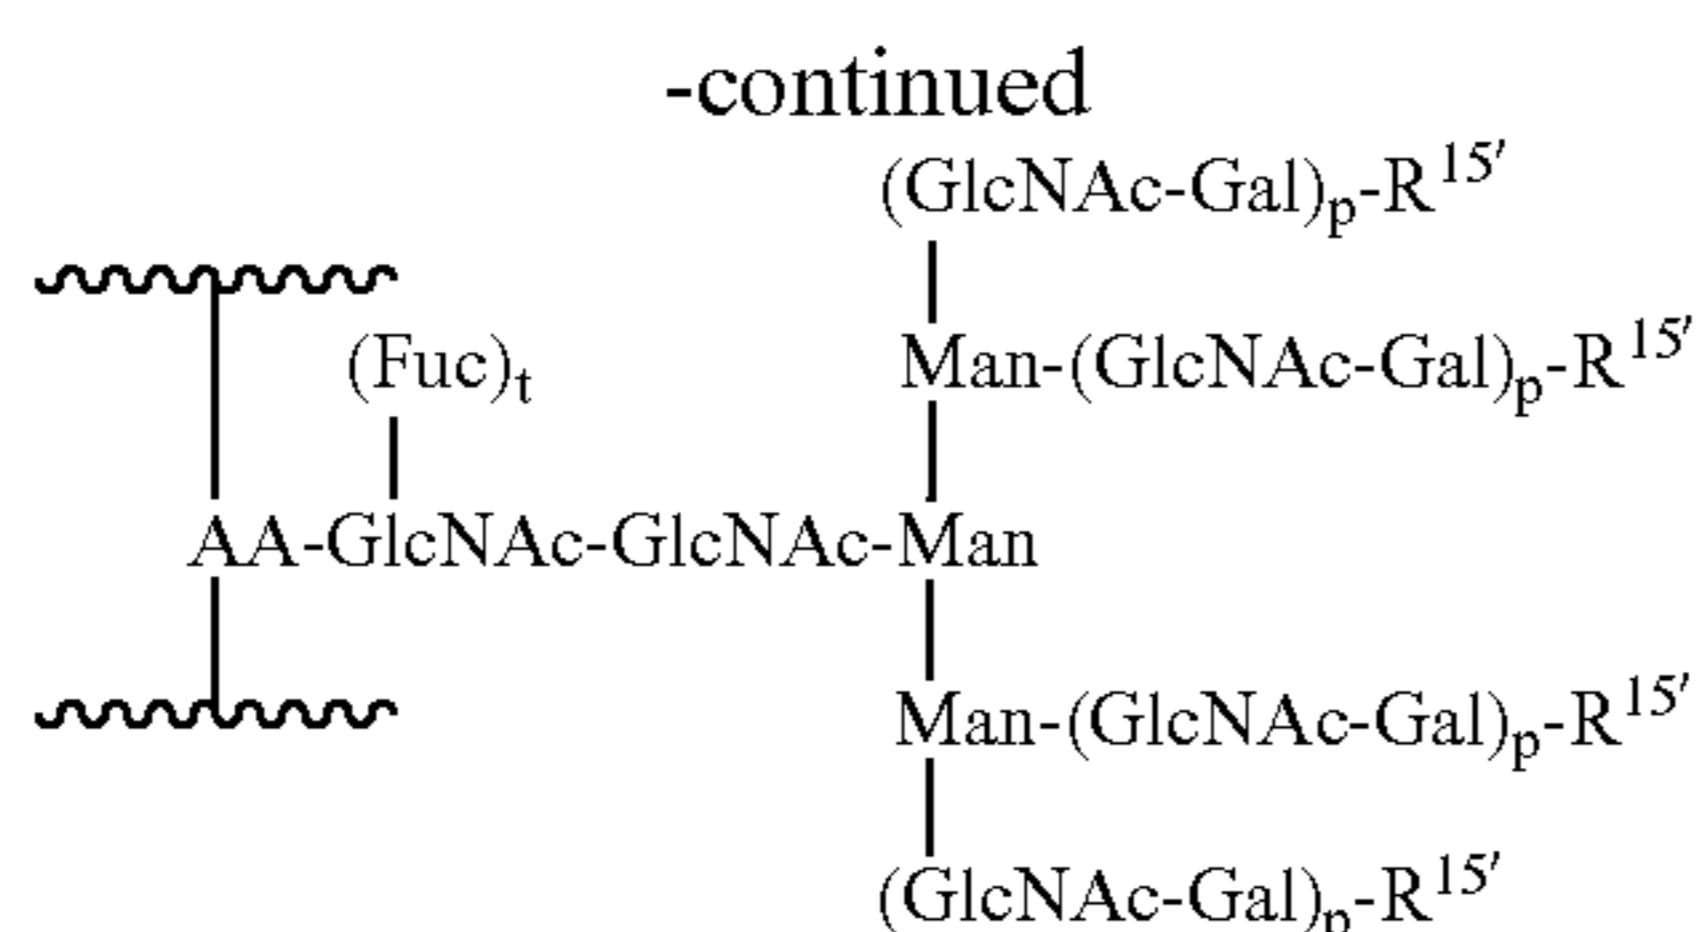 -continued
(GlcNAc-Gal)p-R15′
(Fuc)t
Man-(GlcNAc-Gal)p-R15′
AA-GlcNAc-GlcNAc-Man
Man-(GlcNAc-Gal)p-R15′
(GlcNAc-Gal)p-R15′